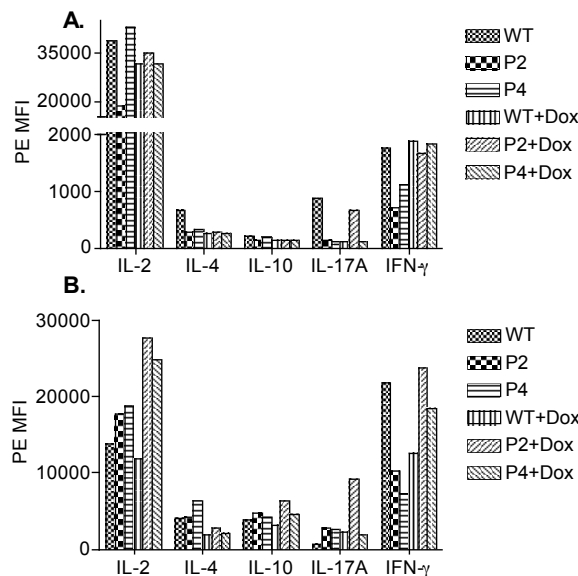 A.
PE MFI
35000
20000
2000
1000
0
IL-2 IL-4 IL-10 IL-17A IFN-γ
WT
P2
P4
WT+Dox
P2+Dox
P4+Dox
B.
PE MFI
30000
20000
10000
0
IL-2 IL-4 IL-10 IL-17A IFN-γ
WT
P2
P4
WT+Dox
P2+Dox
P4+Dox